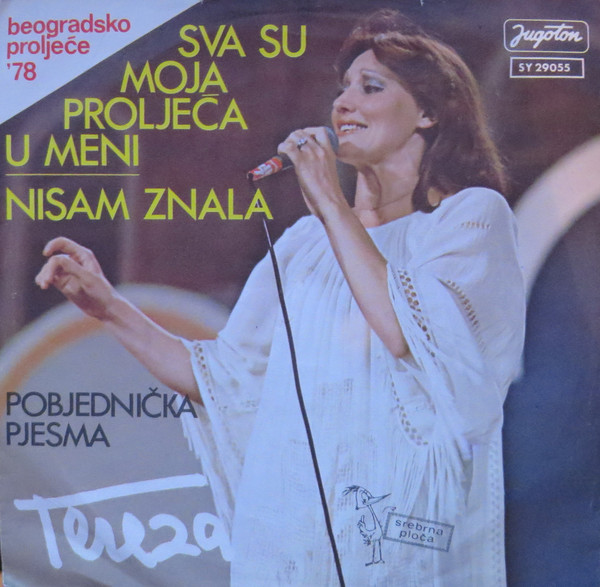 beogradsko
proljeće
'78
SVA SU
MOJA
PROLJEĆA
U MENI
NISAM ZNALA
Jugoton
SY 29055
POBJEDNIČKA
PJESMA
Tereza
srebrna
ploča